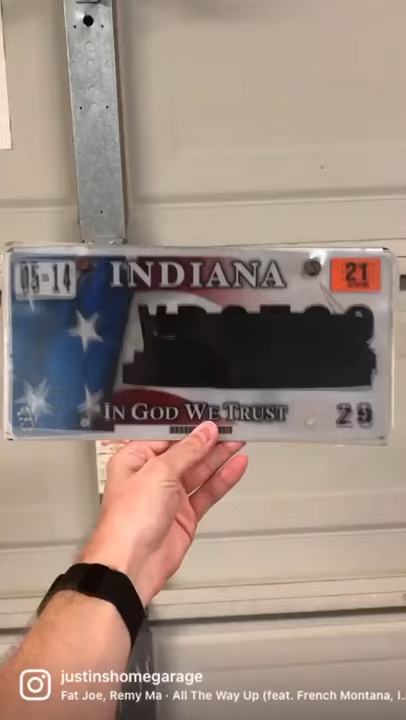 05-14
INDIANA
21
IN GOD WE TRUST
29
justinshomegarage
Fat Joe, Remy Ma · All The Way Up (feat. French Montana, I...